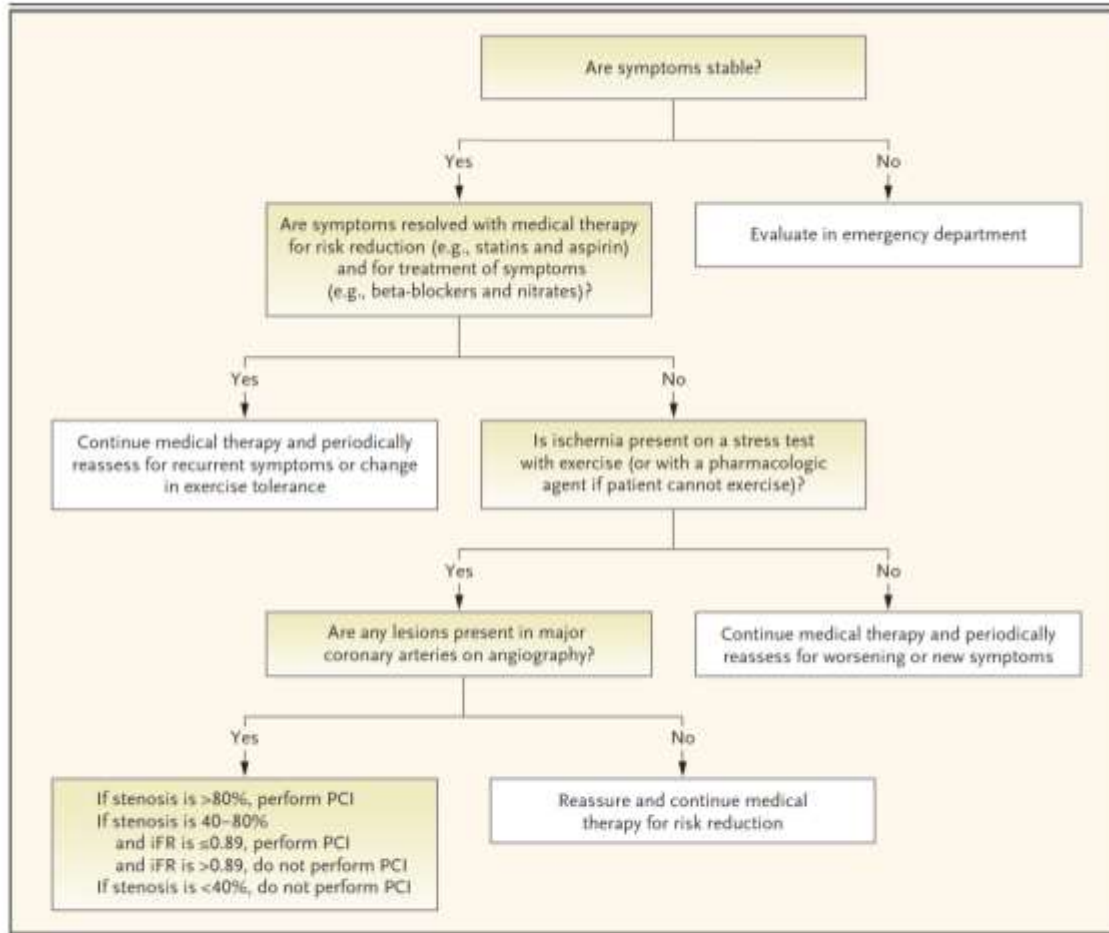 Are symptoms stable?
Yes
No
Are symptoms resolved with medical therapy
for risk reduction (e.g., statins and aspirin)
and for treatment of symptoms
(e.g., beta-blockers and nitrates)?
Evaluate in emergency department
Yes
No
Continue medical therapy and periodically
reassess for recurrent symptoms or change
in exercise tolerance
Is ischemia present on a stress test
with exercise (or with a pharmacologic
agent if patient cannot exercise)?
Yes
No
Are any lesions present in major
coronary arteries on angiography?
Continue medical therapy and periodically
reassess for worsening or new symptoms
Yes
No
If stenosis is >80%, perform PCI
If stenosis is 40–80%
and iFR is ≤0.89, perform PCI
and iFR is >0.89, do not perform PCI
If stenosis is <40%, do not perform PCI
Reassure and continue medical
therapy for risk reduction